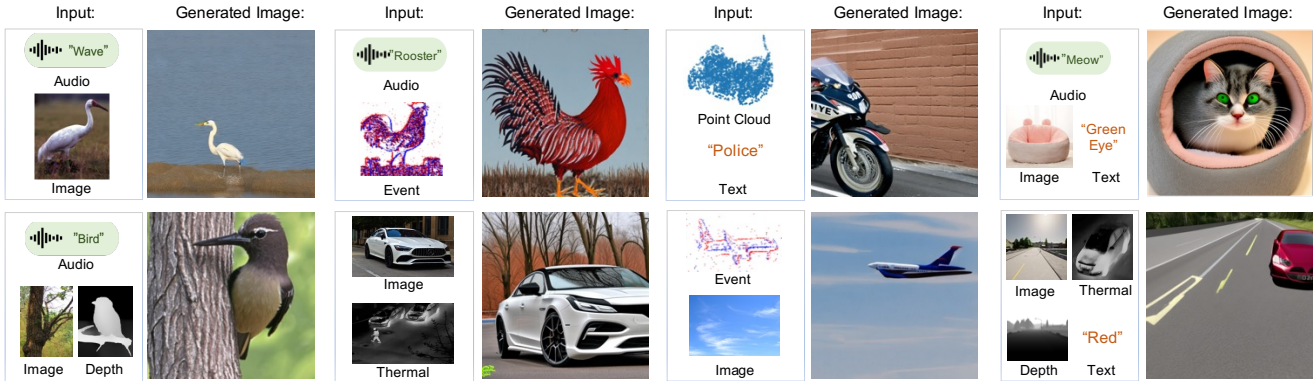 Input: Generated Image: Input: Generated Image: Input: Generated Image: Input: Generated Image:
"Wave"
Audio
Image
"Rooster"
Audio
Event
Point Cloud
"Police"
Text
"Meow"
Audio
"Green
Eye"
Image Text
"Bird"
Audio
Image Depth
Image
Thermal
Event
Image
Image Thermal
"Red"
Depth Text